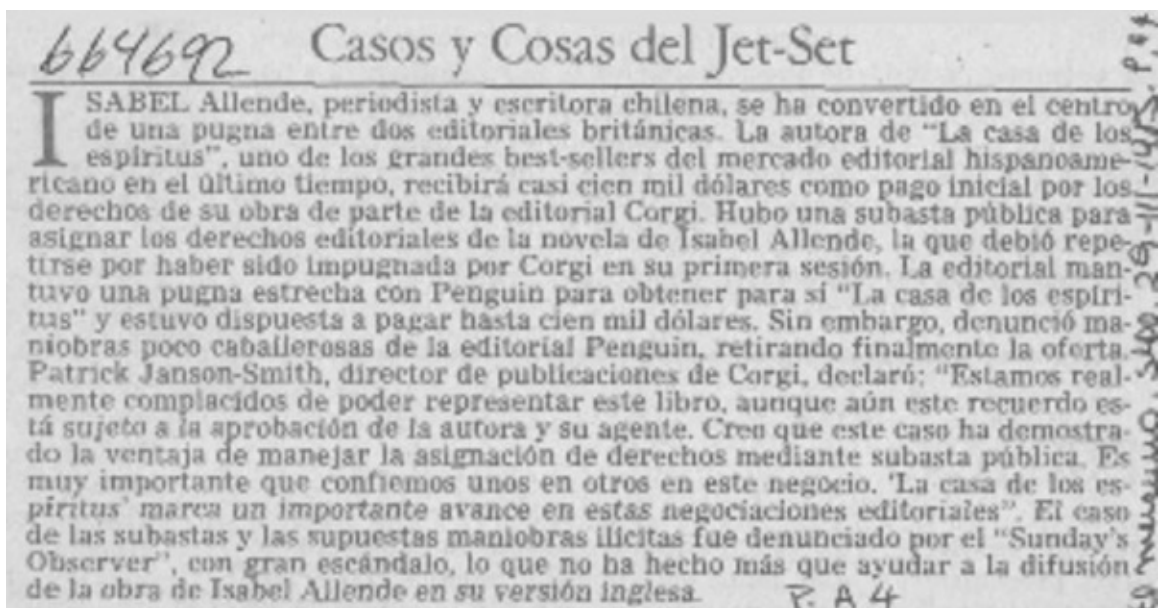 664692
Casos y Cosas del Jet-Set
ISABEL Allende, periodista y escritora chilena, se ha convertido en el centro
de una pugna entre dos editoriales británicas. La autora de “La casa de los
espíritus”, uno de los grandes best-sellers del mercado editorial hispanoame-
ricano en el último tiempo, recibirá casi cien mil dólares como pago inicial por los
derechos de su obra de parte de la editorial Corgi. Hubo una subasta pública para
asignar los derechos editoriales de la novela de Isabel Allende, la que debió repe-
tirse por haber sido impugnada por Corgi en su primera sesión. La editorial man-
tuvo una pugna estrecha con Penguin para obtener para sí “La casa de los espíri-
tus” y estuvo dispuesta a pagar hasta cien mil dólares. Sin embargo, denunció ma-
niobras poco caballerosas de la editorial Penguin, retirando finalmente la oferta.
Patrick Janson-Smith, director de publicaciones de Corgi, declaró: “Estamos real-
mente complacidos de poder representar este libro, aunque aún este recuerdo es-
tá sujeto a la aprobación de la autora y su agente. Creo que este caso ha demostra-
do la ventaja de manejar la asignación de derechos mediante subasta pública. Es
muy importante que confiemos unos en otros en este negocio. ‘La casa de los es-
píritus’ marca un importante avance en estas negociaciones editoriales”. El caso
de las subastas y las supuestas maniobras ilícitas fue denunciado por el “Sunday's
Observer”, con gran escándalo, lo que no ha hecho más que ayudar a la difusión
de la obra de Isabel Allende en su versión inglesa.
P. A 4